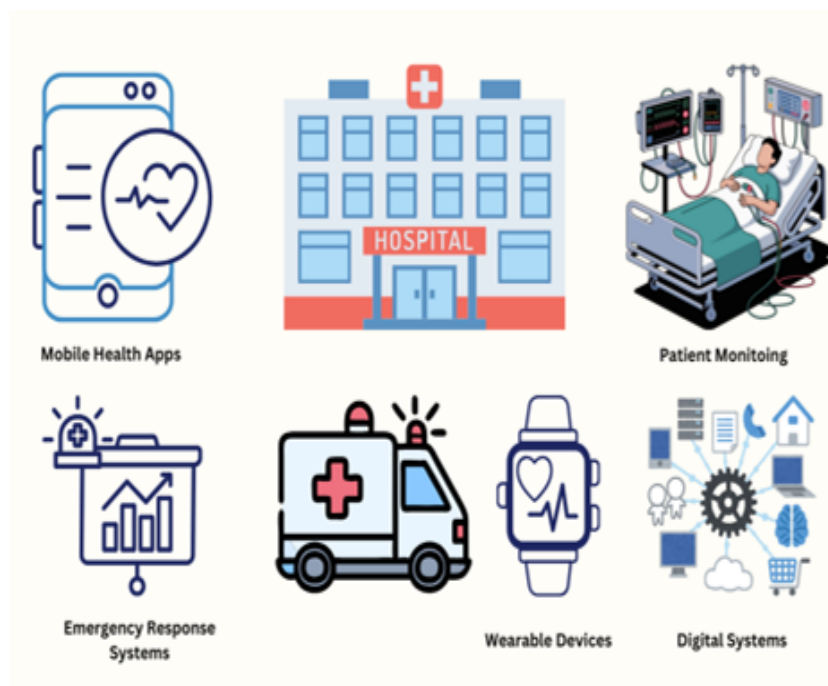 HOSPITAL
Mobile Health Apps
Patient Monitoing
Emergency Response
Systems
Wearable Devices
Digital Systems